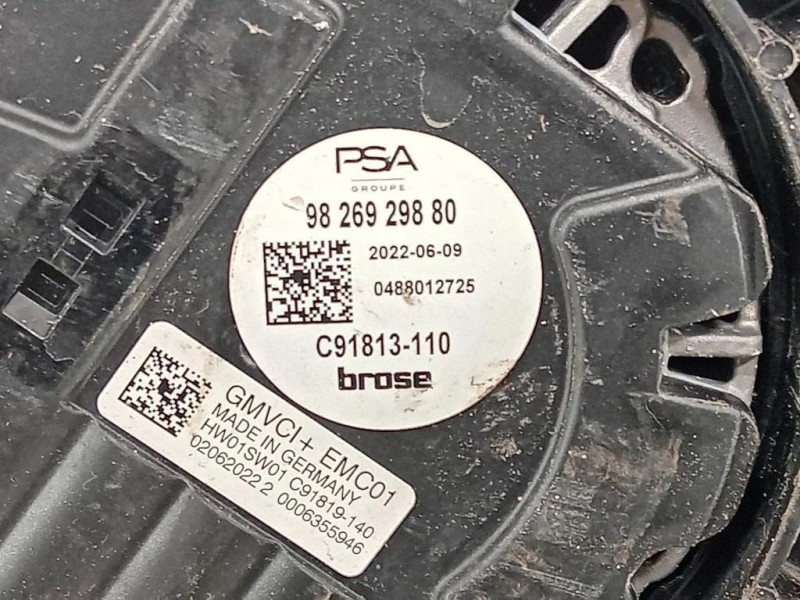 PSA
GROUPE
98 269 298 80
2022-06-09
0488012725
C91813-110
brose
GMVCI+ EMC01
MADE IN GERMANY
HW01SW01 C91819-140
02062022 2 0006355946